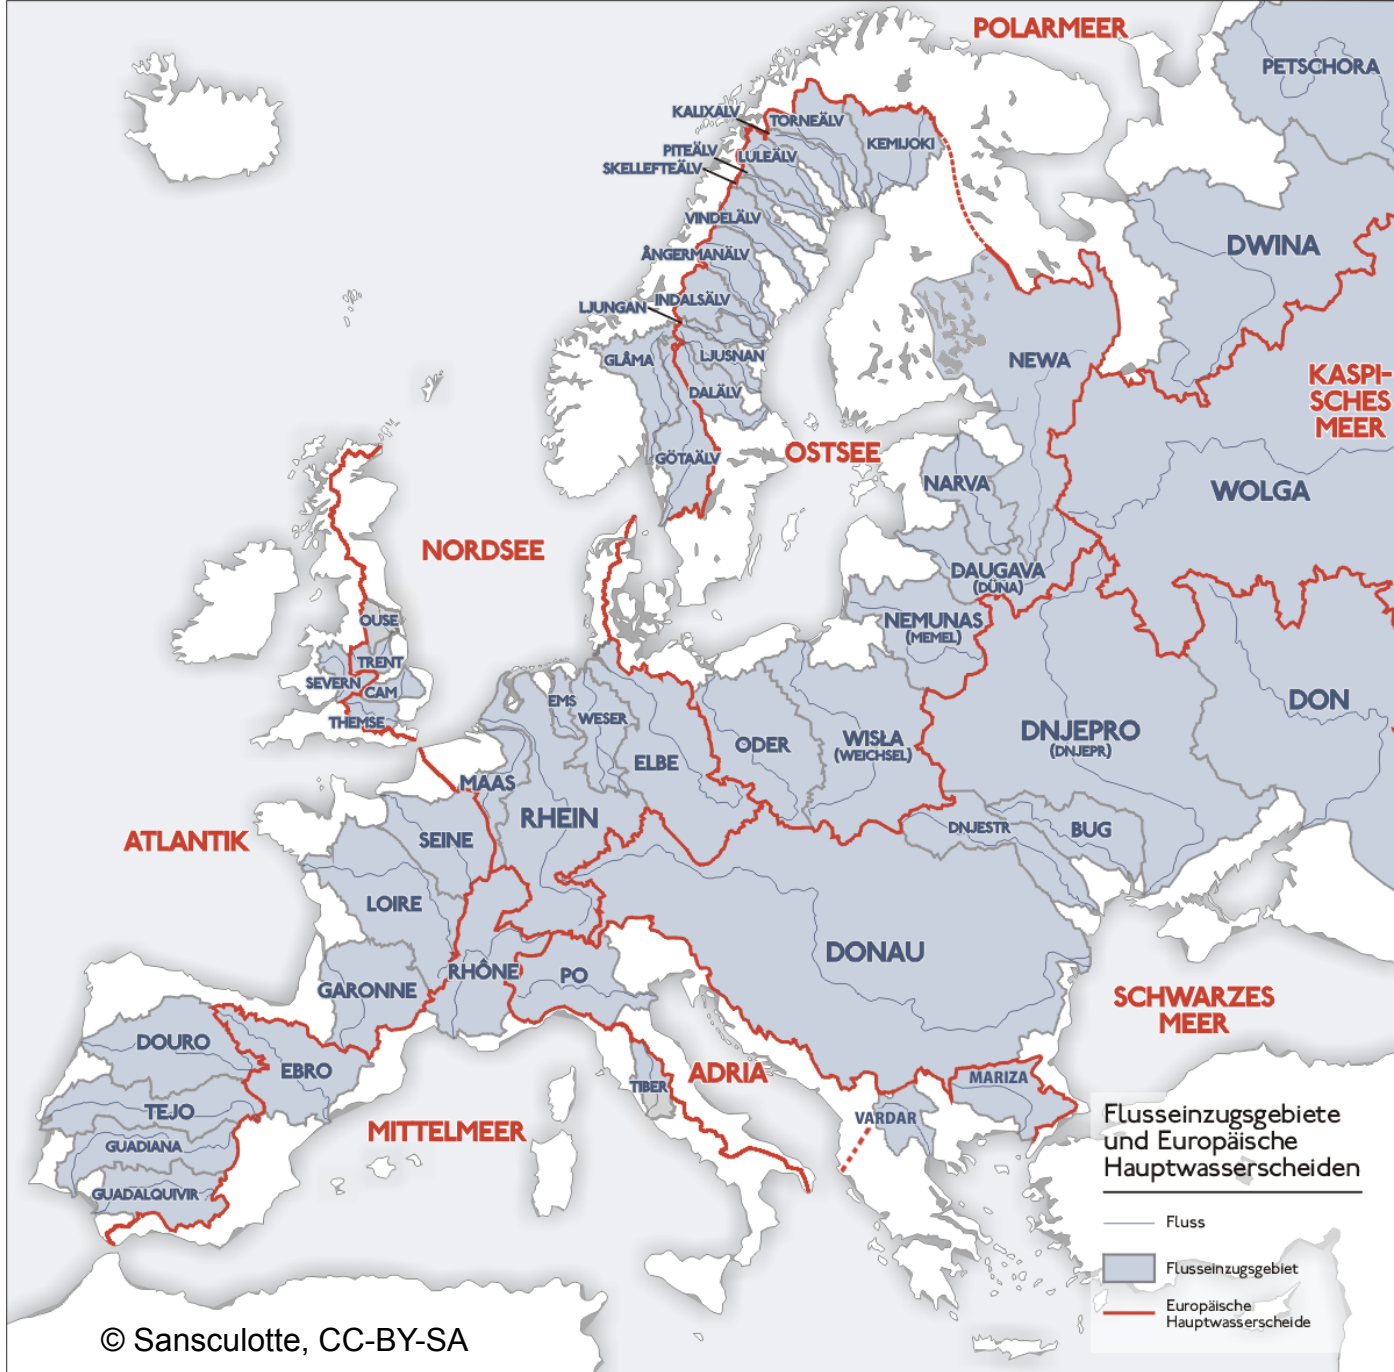 POLARMEER
PETSCHORA
KALIXÄLV
TORNEÄLV
KEMIJOKI
PITEÄLV
LULEÄLV
SKELLEFTEÄLV
VINDELÄLV
DWINA
ÅNGERMANÄLV
LJUNGAN
INDALSÄLV
GLÅMA
LJUSNAN
NEWA
KASPI-
SCHES
MEER
DALÄLV
OSTSEE
GÖTAÄLV
NARVA
WOLGA
NORDSEE
DAUGAVA
(DÜNA)
OUSE
NEMUNAS
(MEMEL)
TRENT
SEVERN
CAM
THEMSE
EMS
WESER
DON
DNJEPRO
(DNJEPR)
ODER
WISŁA
(WEICHSEL)
ELBE
MAAS
RHEIN
DNJESTR
BUG
ATLANTIK
SEINE
LOIRE
DONAU
RHÔNE
PO
GARONNE
SCHWARZES
MEER
DOURO
EBRO
ADRIA
TIBER
MARIZA
TEJO
VARDAR
MITTELMEER
GUADIANA
GUADALQUIVIR
Flusseinzugsgebiete
und Europäische
Hauptwasserscheiden
Fluss
Flusseinzugsgebiet
Europäische
Hauptwasserscheide
© Sansculotte, CC-BY-SA